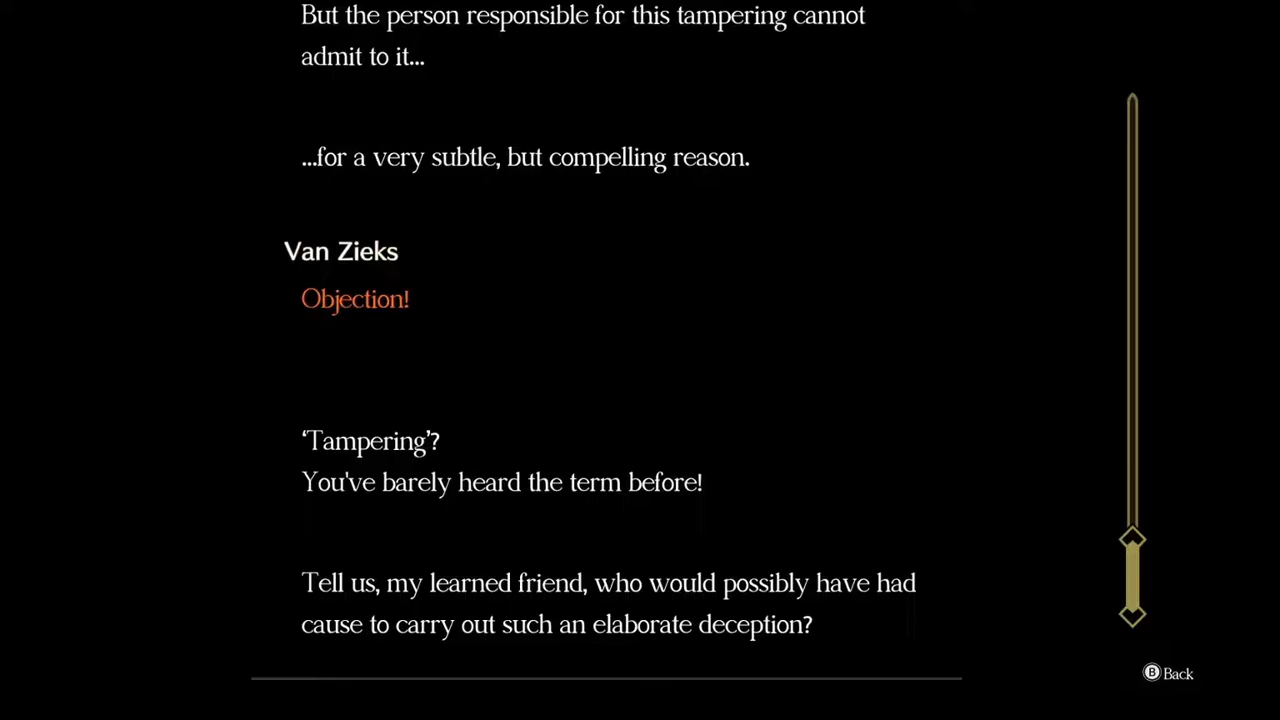 But the person responsible for this tampering cannot
admit to it...
...for a very subtle, but compelling reason.
Van Zieks
Objection!
‘Tampering’?
You've barely heard the term before!
Tell us, my learned friend, who would possibly have had
cause to carry out such an elaborate deception?
B Back